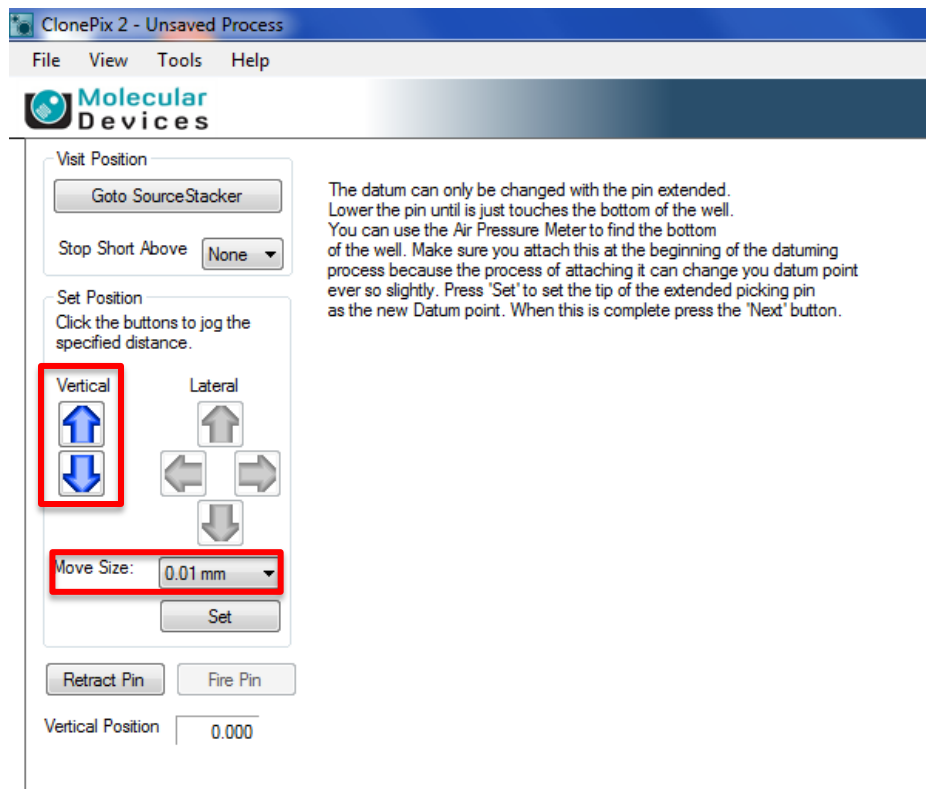 ClonePix 2 - Unsaved Process
File View Tools Help
Molecular
Devices
Visit Position
Goto SourceStacker
Stop Short Above None
Set Position
Click the buttons to jog the
specified distance.
Vertical Lateral
Move Size: 0.01 mm
Set
Retract Pin Fire Pin
Vertical Position 0.000
The datum can only be changed with the pin extended.
Lower the pin until is just touches the bottom of the well.
You can use the Air Pressure Meter to find the bottom
of the well. Make sure you attach this at the beginning of the datuming
process because the process of attaching it can change you datum point
ever so slightly. Press 'Set' to set the tip of the extended picking pin
as the new Datum point. When this is complete press the 'Next' button.